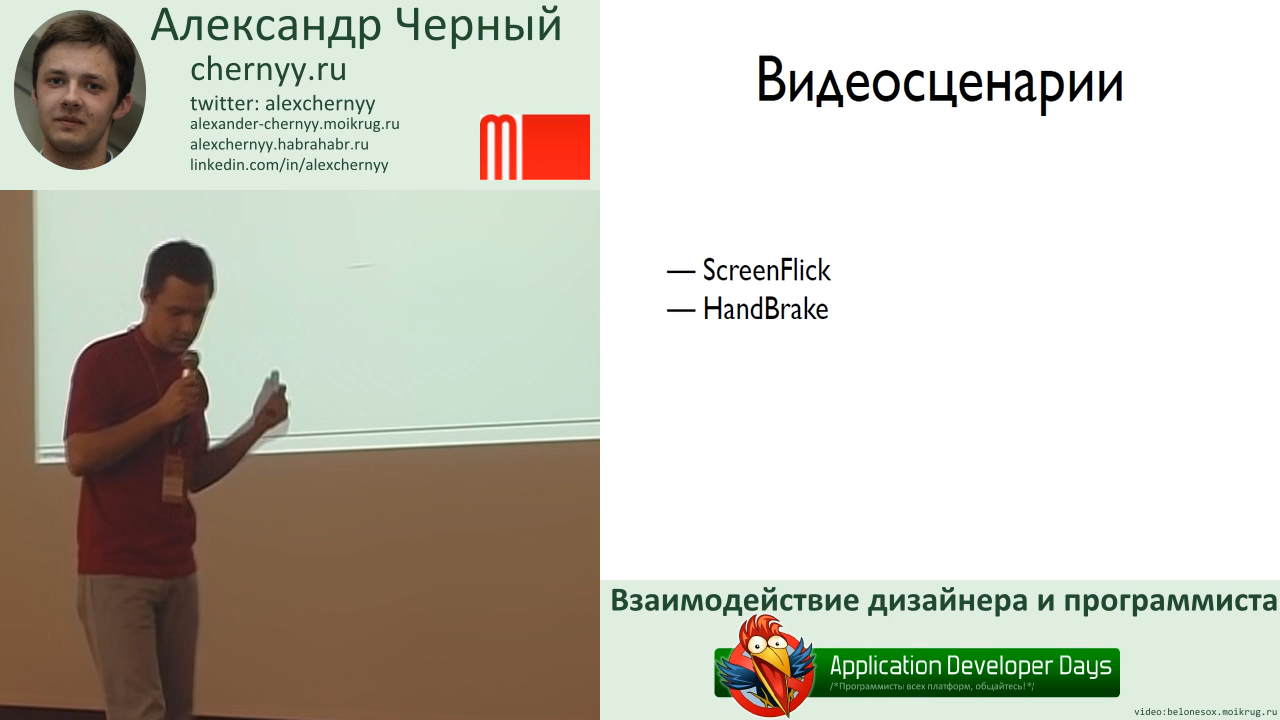 Александр Черный
chernyy.ru
twitter: alexchernyy
alexander-chernyy.moikrug.ru
alexchernyy.habrahabr.ru
linkedin.com/in/alexchernyy
Видеосценарии
— ScreenFlick
— HandBrake
Взаимодействие дизайнера и программиста
Application Developer Days
/*Программисты всех платформ, общайтесь!*/
video:belonesox.moikrug.ru